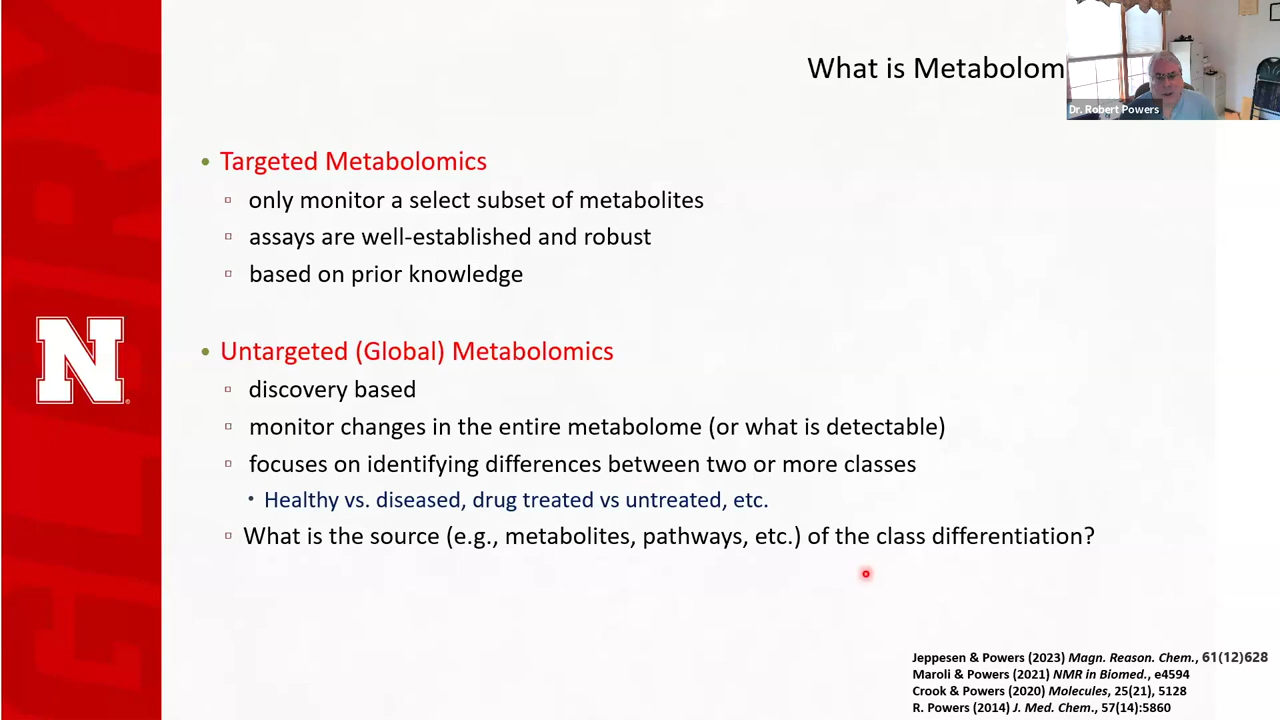 What is Metabolom
Dr. Robert Powers
• Targeted Metabolomics
▫ only monitor a select subset of metabolites
▫ assays are well-established and robust
▫ based on prior knowledge
N
• Untargeted (Global) Metabolomics
▫ discovery based
▫ monitor changes in the entire metabolome (or what is detectable)
▫ focuses on identifying differences between two or more classes
• Healthy vs. diseased, drug treated vs untreated, etc.
▫ What is the source (e.g., metabolites, pathways, etc.) of the class differentiation?
Jeppesen & Powers (2023) Magn. Reason. Chem., 61(12)628
Maroli & Powers (2021) NMR in Biomed., e4594
Crook & Powers (2020) Molecules, 25(21), 5128
R. Powers (2014) J. Med. Chem., 57(14):5860